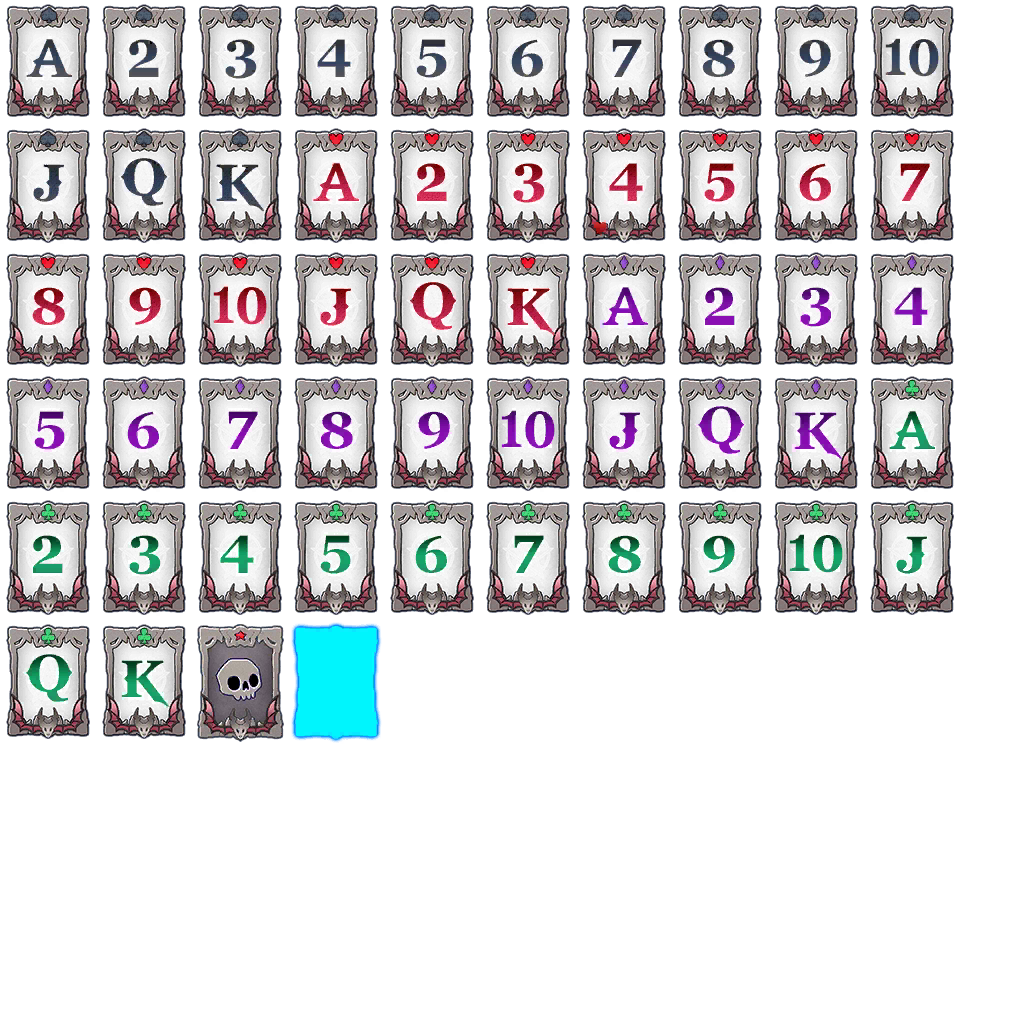 A 2 3 4 5 6 7 8 9 10
J Q K A 2 3 4 5 6 7
8 9 10 J Q K A 2 3 4
5 6 7 8 9 10 J Q K A
2 3 4 5 6 7 8 9 10 J
Q K